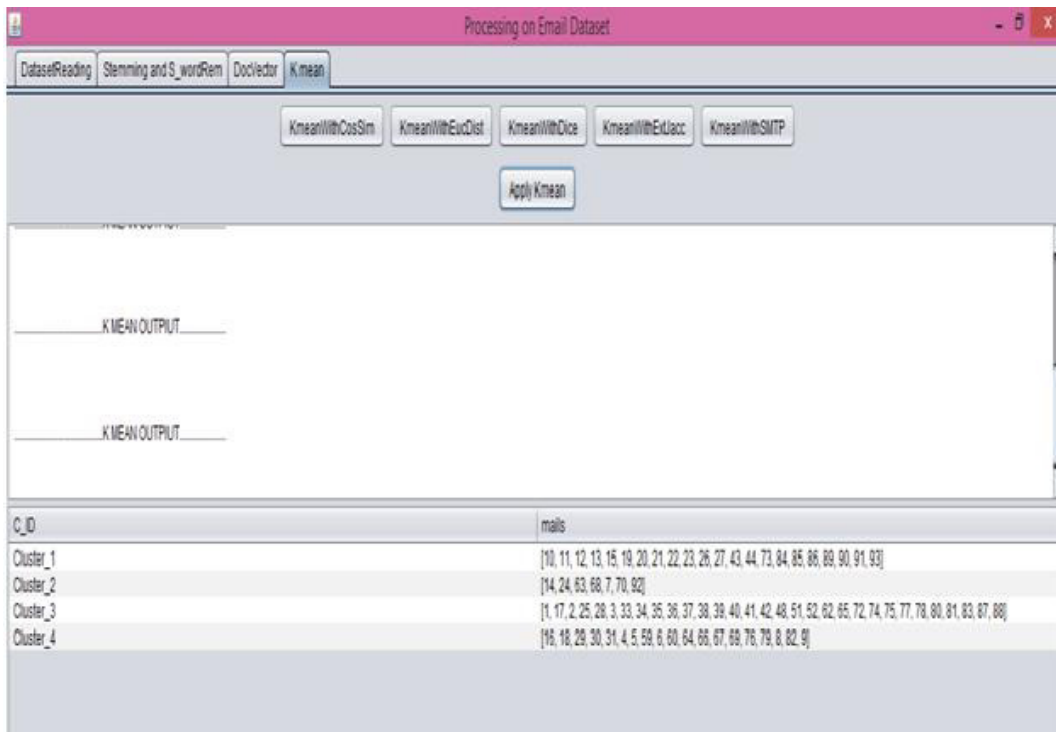 Processing on Email Dataset
DatasetReading Stemming and S_wordRem DocVector K mean
KmeanWithCosSim KmeanWithEucDist KmeanWithDice KmeanWithExtJacc KmeanWithSMTP
Apply Kmean
K MEAN OUTPIUT
K MEAN OUTPIUT
K MEAN OUTPIUT
C_ID mails
Cluster_1 [10, 11, 12, 13, 15, 19, 20, 21, 22, 23, 26, 27, 43, 44, 73, 84, 85, 86, 89, 90, 91, 93]
Cluster_2 [14, 24, 63, 68, 7, 70, 92]
Cluster_3 [1, 17, 2, 25, 28, 3, 33, 34, 35, 36, 37, 38, 39, 40, 41, 42, 48, 51, 52, 62, 65, 72, 74, 75, 77, 78, 80, 81, 83, 87, 88]
Cluster_4 [16, 18, 29, 30, 31, 4, 5, 59, 6, 60, 64, 66, 67, 69, 76, 79, 8, 82, 9]